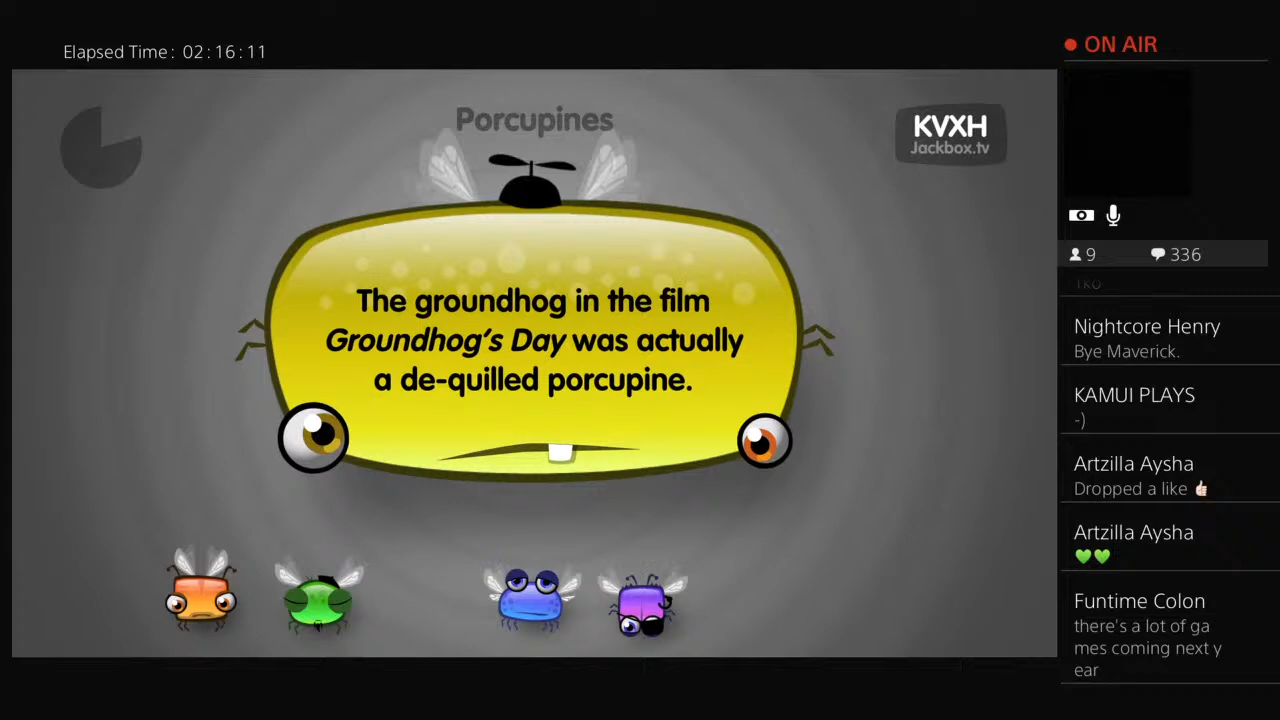 Elapsed Time: 02:16:11
ON AIR
Porcupines
KVXH
Jackbox.tv
The groundhog in the film
Groundhog's Day was actually
a de-quilled porcupine.
9 336
Nightcore Henry
Bye Maverick.
KAMUI PLAYS
-)
Artzilla Aysha
Dropped a like 👍🏻
Artzilla Aysha
💚💚
Funtime Colon
there's a lot of ga
mes coming next y
ear